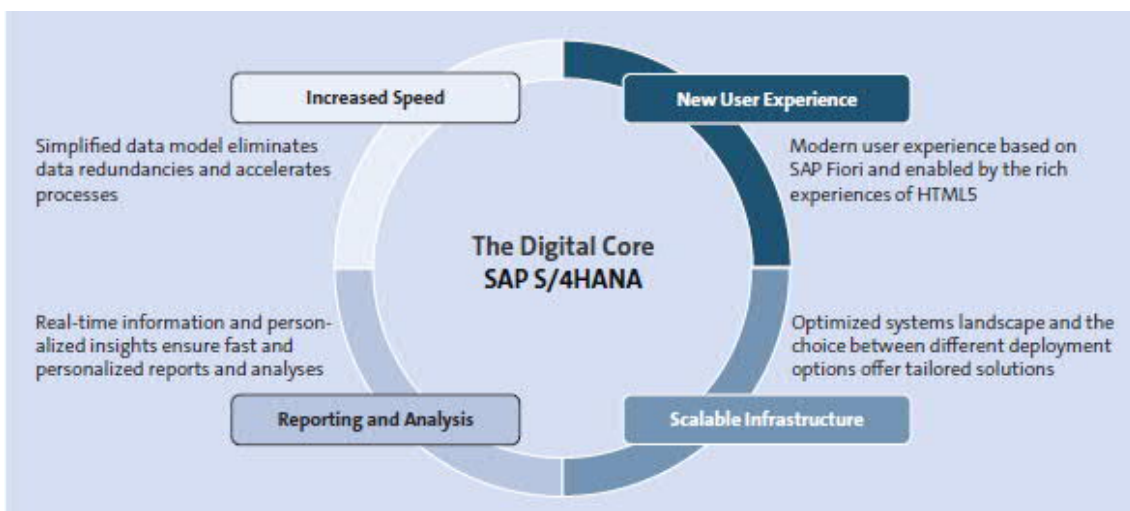 Increased Speed
Simplified data model eliminates
data redundancies and accelerates
processes
New User Experience
Modern user experience based on
SAP Fiori and enabled by the rich
experiences of HTML5
The Digital Core
SAP S/4HANA
Real-time information and person-
alized insights ensure fast and
personalized reports and analyses
Reporting and Analysis
Optimized systems landscape and the
choice between different deployment
options offer tailored solutions
Scalable Infrastructure